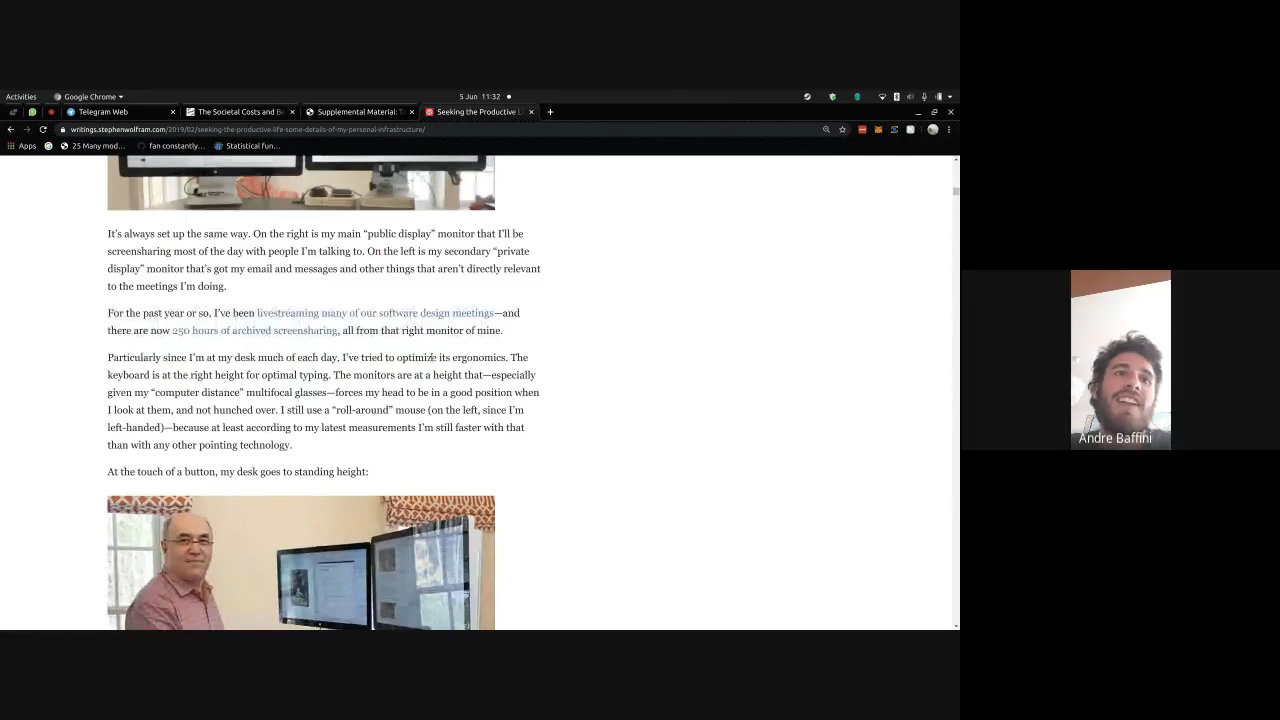 Activities Google Chrome 5 Jun 11:32
Telegram Web The Societal Costs and Be Supplemental Material: T Seeking the Productive Li
writings.stephenwolfram.com/2019/02/seeking-the-productive-life-some-details-of-my-personal-infrastructure/
Apps 25 Many mod... fan constantly... Statistical fun...
It’s always set up the same way. On the right is my main “public display” monitor that I’ll be
screensharing most of the day with people I’m talking to. On the left is my secondary “private
display” monitor that’s got my email and messages and other things that aren’t directly relevant
to the meetings I’m doing.
For the past year or so, I’ve been livestreaming many of our software design meetings—and
there are now 250 hours of archived screensharing, all from that right monitor of mine.
Particularly since I’m at my desk much of each day, I’ve tried to optimize its ergonomics. The
keyboard is at the right height for optimal typing. The monitors are at a height that—especially
given my “computer distance” multifocal glasses—forces my head to be in a good position when
I look at them, and not hunched over. I still use a “roll-around” mouse (on the left, since I’m
left-handed)—because at least according to my latest measurements I’m still faster with that
than with any other pointing technology.
At the touch of a button, my desk goes to standing height:
Andre Baffini